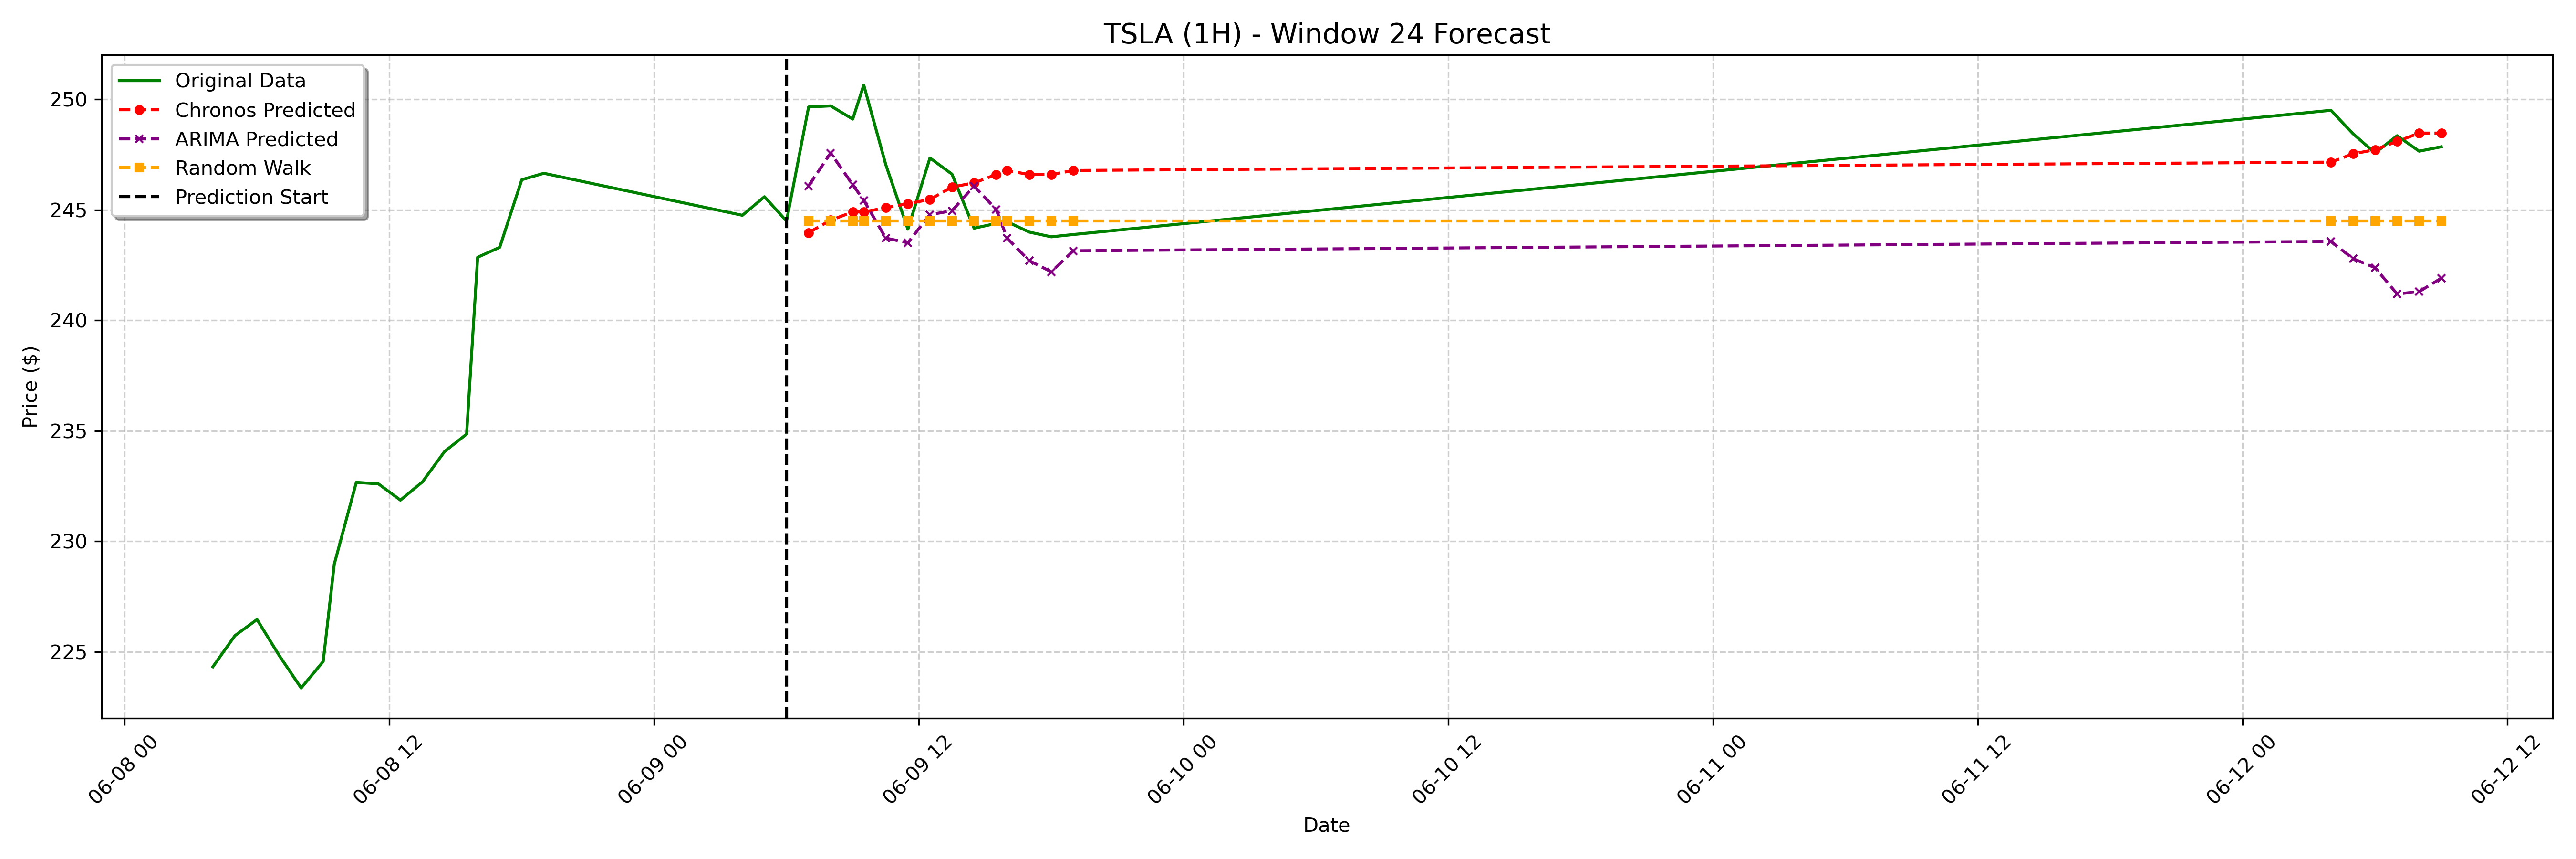 TSLA (1H) - Window 24 Forecast
Original Data
Chronos Predicted
ARIMA Predicted
Random Walk
Prediction Start
Price ($)
250
245
240
235
230
225
06-08 00
06-08 12
06-09 00
06-09 12
06-10 00
06-10 12
06-11 00
06-11 12
06-12 00
06-12 12
Date